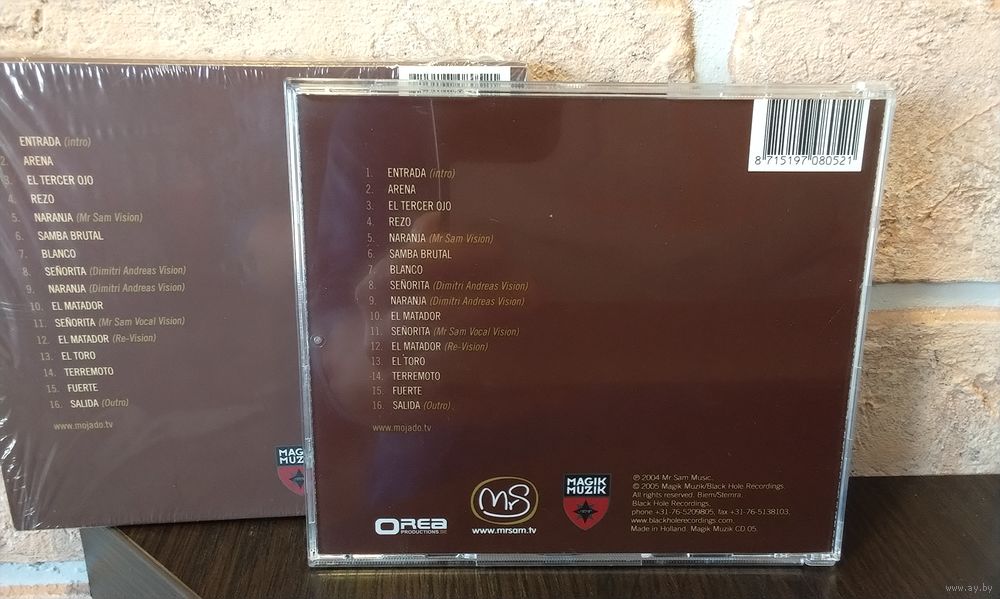 ENTRADA (intro)
2. ARENA
3. EL TERCER OJO
4. REZO
5. NARANJA (Mr Sam Vision)
6. SAMBA BRUTAL
7. BLANCO
8. SEÑORITA (Dimitri Andreas Vision)
9. NARANJA (Dimitri Andreas Vision)
10. EL MATADOR
11. SEÑORITA (Mr Sam Vocal Vision)
12. EL MATADOR (Re-Vision)
13. EL TORO
14. TERREMOTO
15. FUERTE
16. SALIDA (Outro)
www.mojado.tv
MAGIK
MUZ
8 715197 080521
1. ENTRADA (intro)
2. ARENA
3. EL TERCER OJO
4. REZO
5. NARANJA (Mr Sam Vision)
6. SAMBA BRUTAL
7. BLANCO
8. SEÑORITA (Dimitri Andreas Vision)
9. NARANJA (Dimitri Andreas Vision)
10. EL MATADOR
11. SEÑORITA (Mr Sam Vocal Vision)
12. EL MATADOR (Re-Vision)
13. EL TORO
14. TERREMOTO
15. FUERTE
16. SALIDA (Outro)
www.mojado.tv
OREA
PRODUCTIONS.BE
MS
www.mrsam.tv
MAGIK
MUZIK
℗ 2004 Mr Sam Music.
© 2005 Magik Muzik/Black Hole Recordings.
All rights reserved. Biem/Stemra.
Black Hole Recordings.
phone +31-76-5209805, fax +31-76-5138103,
www.blackholerecordings.com.
Made in Holland. Magik Muzik CD 05.
www.ay.by